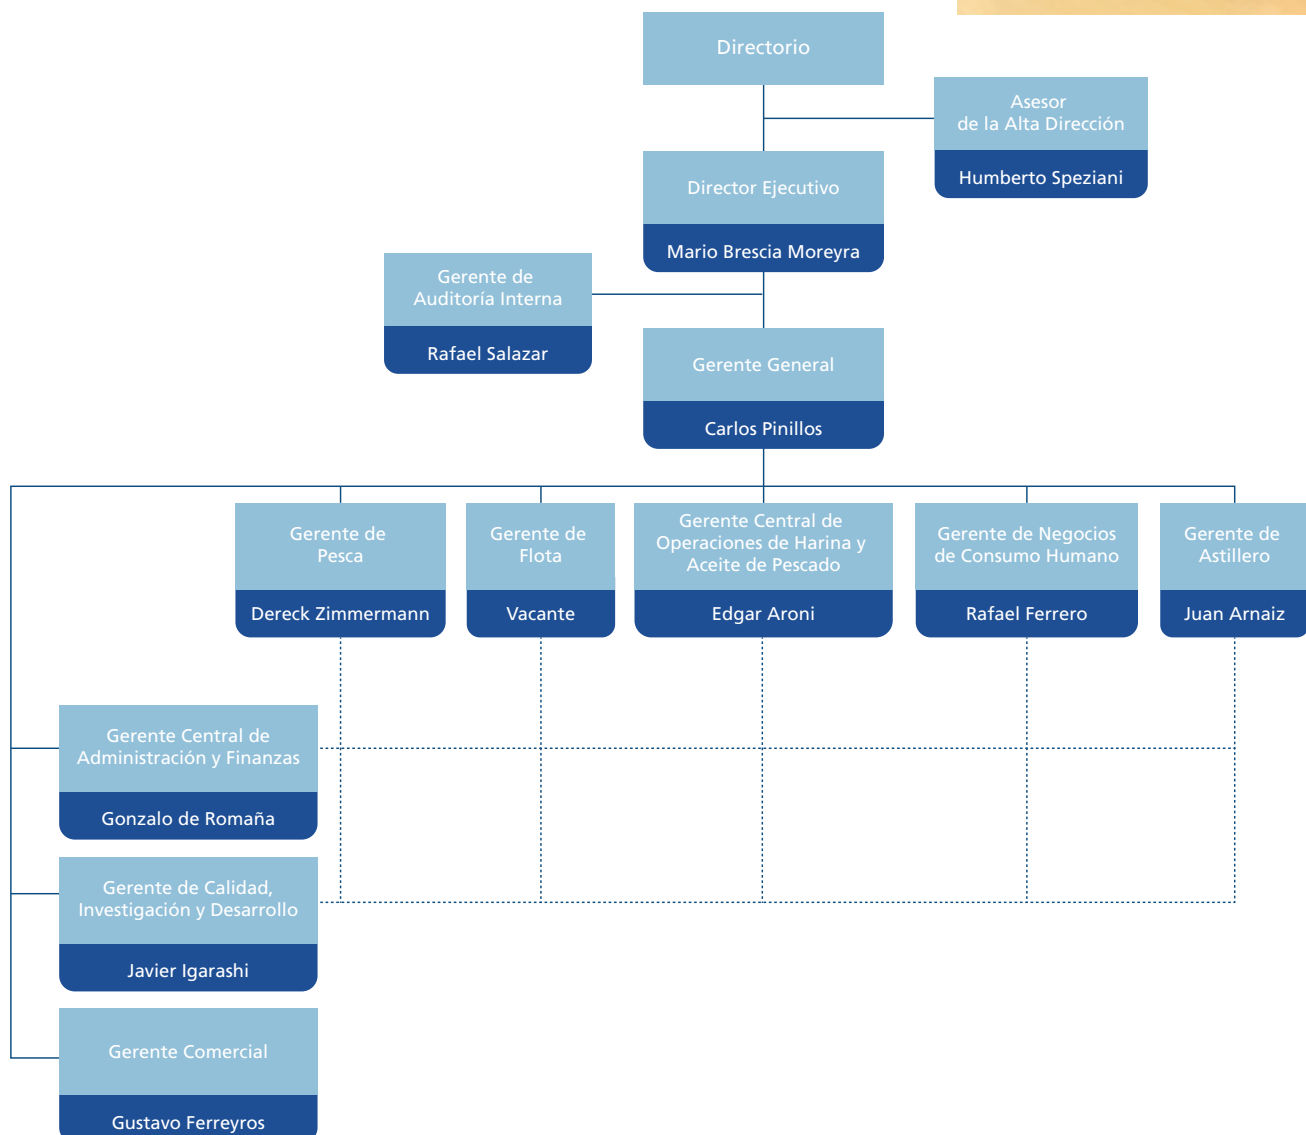 Directorio
Asesor
de la Alta Dirección
Humberto Speziani
Director Ejecutivo
Mario Brescia Moreyra
Gerente de
Auditoría Interna
Rafael Salazar
Gerente General
Carlos Pinillos
Gerente de
Pesca
Dereck Zimmermann
Gerente de
Flota
Vacante
Gerente Central de
Operaciones de Harina y
Aceite de Pescado
Edgar Aroni
Gerente de Negocios
de Consumo Humano
Rafael Ferrero
Gerente de
Astillero
Juan Arnaiz
Gerente Central de
Administración y Finanzas
Gonzalo de Romaña
Gerente de Calidad,
Investigación y Desarrollo
Javier Igarashi
Gerente Comercial
Gustavo Ferreyros